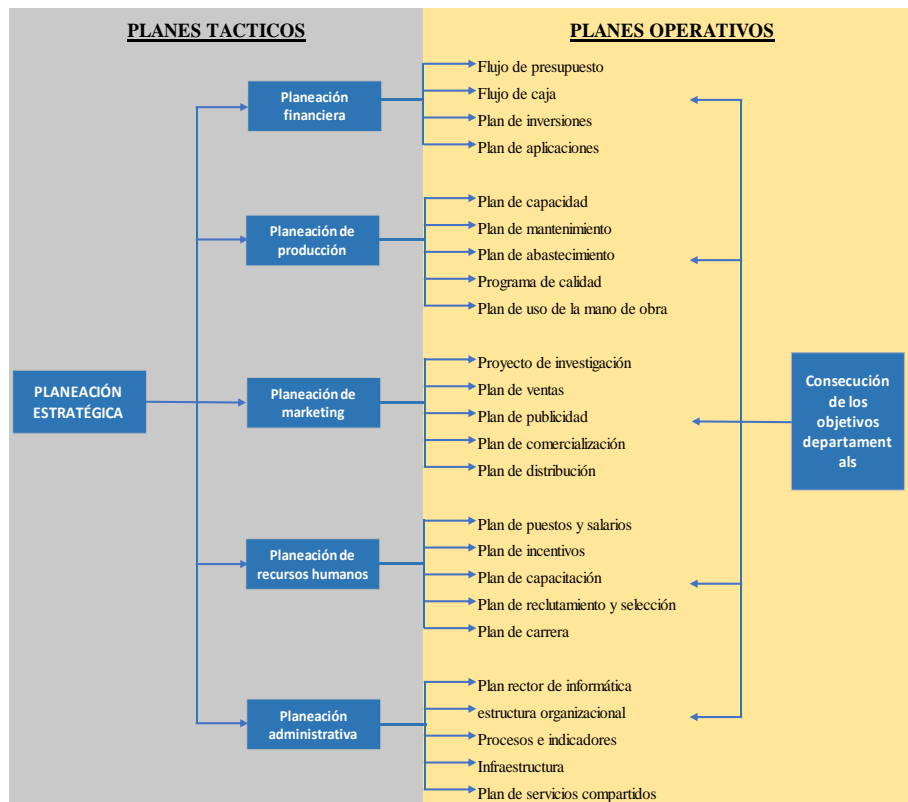 PLANES TACTICOS
PLANES OPERATIVOS
PLANEACIÓN
ESTRATÉGICA
Planeación
financiera
Flujo de presupuesto
Flujo de caja
Plan de inversiones
Plan de aplicaciones
Planeación de
producción
Plan de capacidad
Plan de mantenimiento
Plan de abastecimiento
Programa de calidad
Plan de uso de la mano de obra
Planeación de
marketing
Proyecto de investigación
Plan de ventas
Plan de publicidad
Plan de comercialización
Plan de distribución
Planeación de
recursos humanos
Plan de puestos y salarios
Plan de incentivos
Plan de capacitación
Plan de reclutamiento y selección
Plan de carrera
Planeación
administrativa
Plan rector de informática
estructura organizacional
Procesos e indicadores
Infraestructura
Plan de servicios compartidos
Consecución
de los
objetivos
departament
als